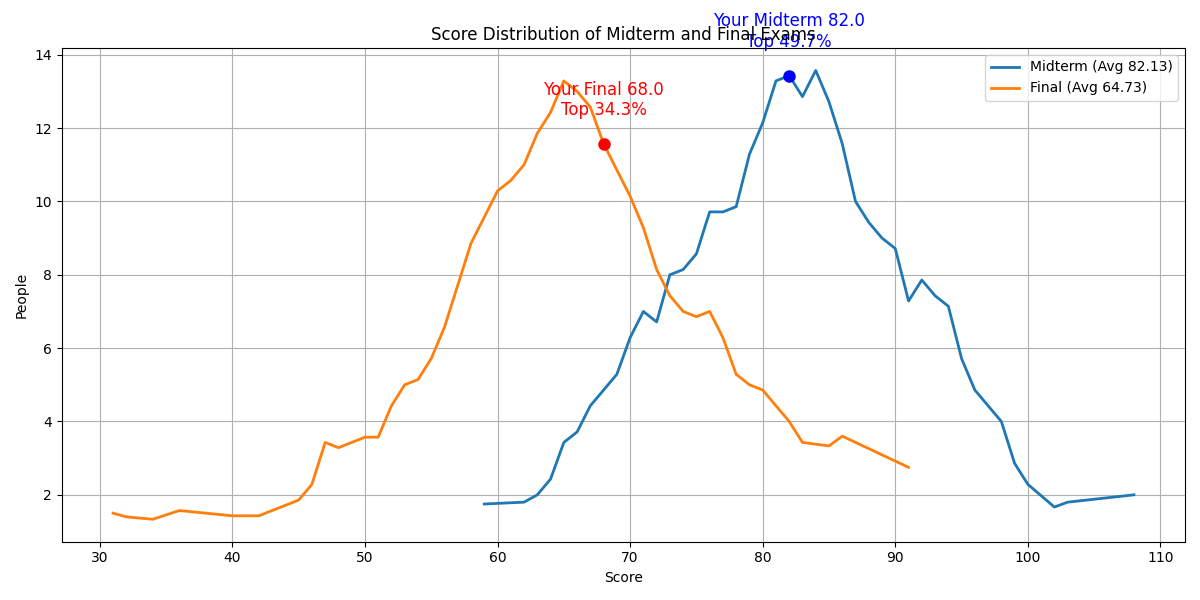 Your Midterm 82.0
Top 49.7%
Score Distribution of Midterm and Final Exams
Midterm (Avg 82.13)
Final (Avg 64.73)
Your Final 68.0
Top 34.3%
People
14
12
10
8
6
4
2
30 40 50 60 70 80 90 100 110
Score